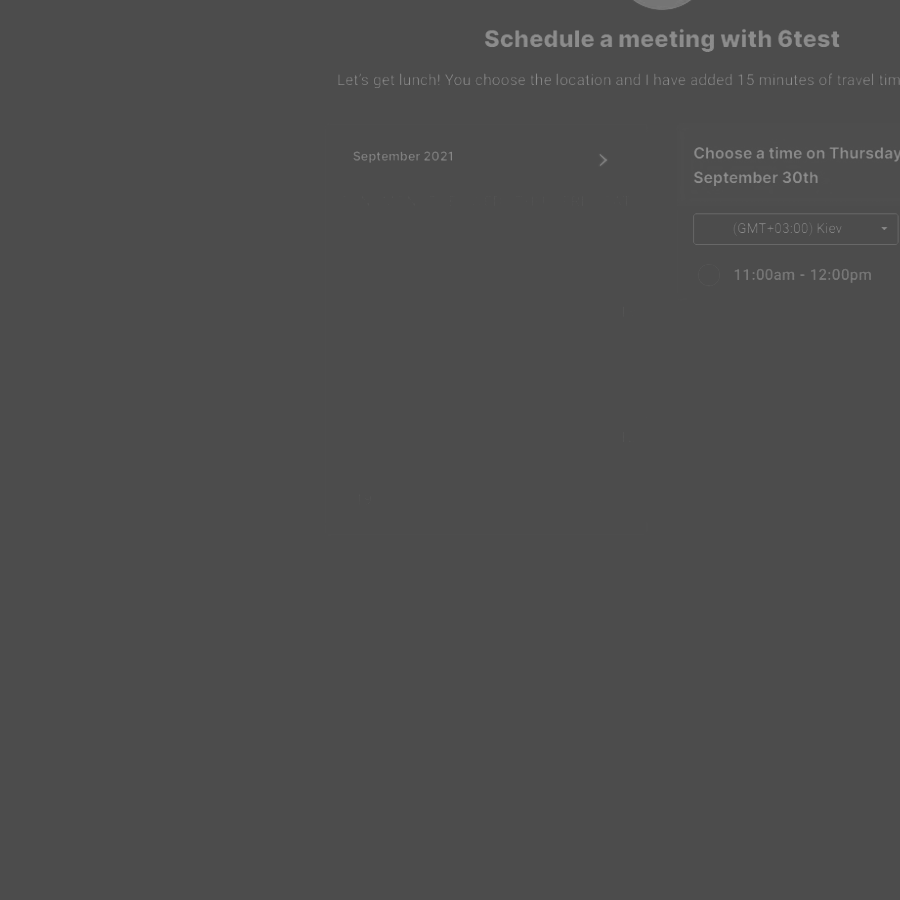 Schedule a meeting with 6test
Let's get lunch! You choose the location and I have added 15 minutes of travel
September 2021
Choose a time on Thursday
September 30th
(GMT+03:00) Kiev
11:00am - 12:00pm